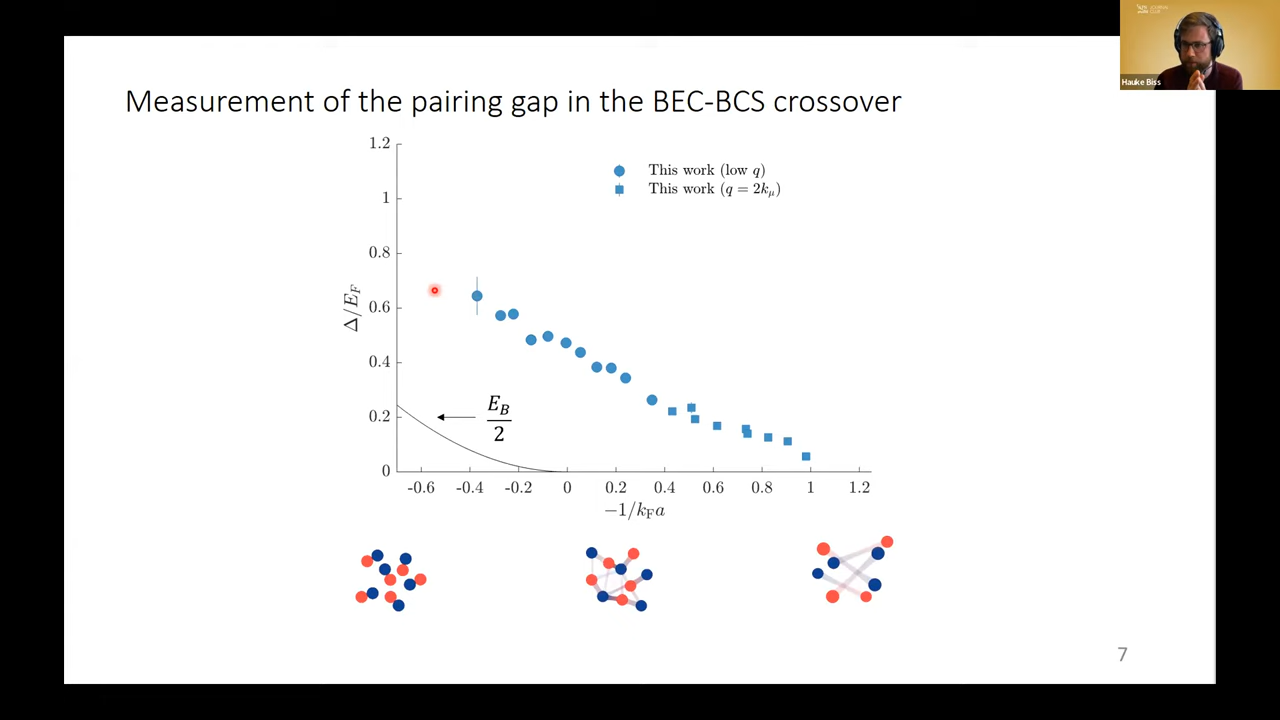 Measurement of the pairing gap in the BEC-BCS crossover
Hauke Biss
This work (low q)
This work (q = 2kμ)
1.2
1
0.8
0.6
0.4
0.2
0
Δ/E_F
E_B
2
-0.6 -0.4 -0.2 0 0.2 0.4 0.6 0.8 1 1.2
−1/k_Fa
7